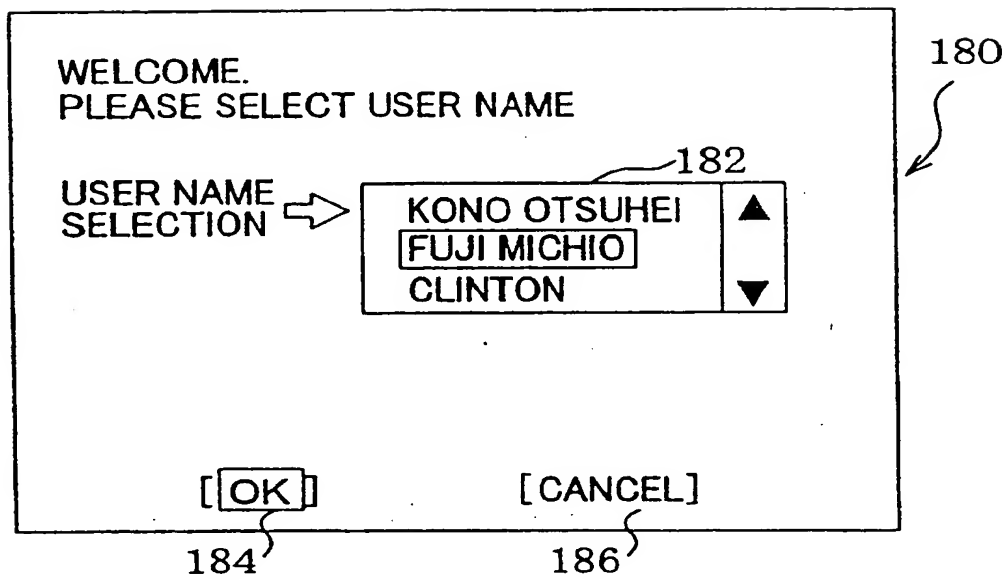 180
WELCOME.
PLEASE SELECT USER NAME
182
USER NAME
SELECTION
KONO OTSUHEI
FUJI MICHIO
CLINTON
[OK]
[CANCEL]
184
186